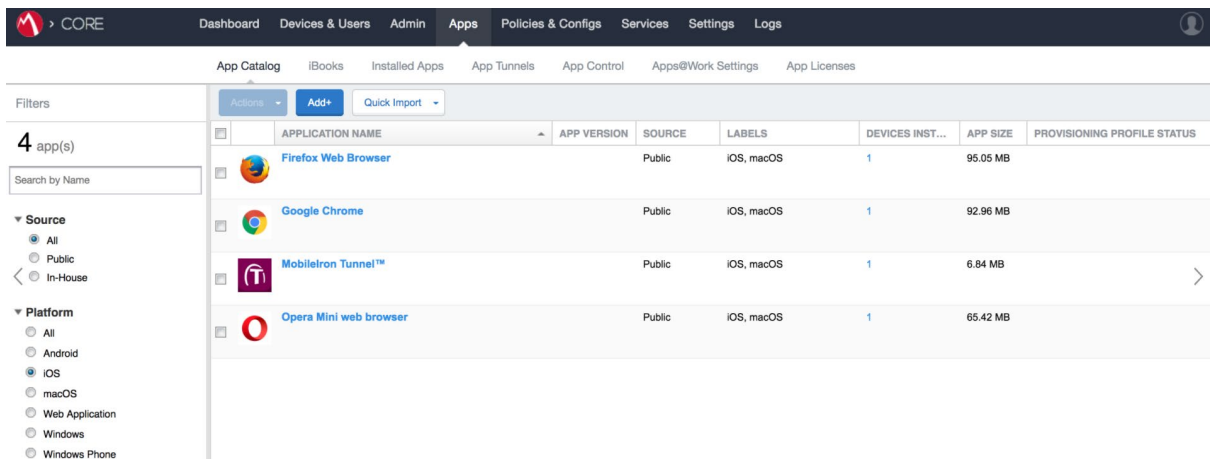 > CORE
Dashboard Devices & Users Admin Apps Policies & Configs Services Settings Logs
App Catalog iBooks Installed Apps App Tunnels App Control Apps@Work Settings App Licenses
Filters
Actions Add+ Quick Import
4 app(s)
Search by Name
Source
All
Public
In-House
Platform
All
Android
iOS
macOS
Web Application
Windows
Windows Phone
APPLICATION NAME APP VERSION SOURCE LABELS DEVICES INST... APP SIZE PROVISIONING PROFILE STATUS
Firefox Web Browser Public iOS, macOS 1 95.05 MB
Google Chrome Public iOS, macOS 1 92.96 MB
MobileIron Tunnel™ Public iOS, macOS 1 6.84 MB
Opera Mini web browser Public iOS, macOS 1 65.42 MB